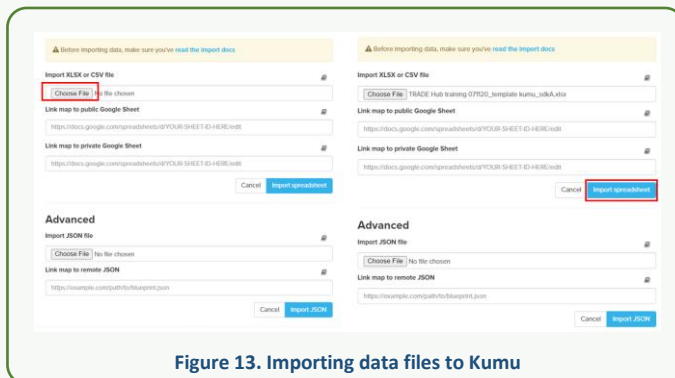 Before importing data, make sure you've read the import docs
Import XLSX or CSV file
Choose File No file chosen
Link map to public Google Sheet
https://docs.google.com/spreadsheets/d/YOUR-SHEET-ID-HERE/edit
Link map to private Google Sheet
https://docs.google.com/spreadsheets/d/YOUR-SHEET-ID-HERE/edit
Cancel Import spreadsheet
Advanced
Import JSON file
Choose File No file chosen
Link map to remote JSON
https://example.com/path/to/blueprint.json
Cancel Import JSON
Before importing data, make sure you've read the import docs
Import XLSX or CSV file
Choose File TRADE Hub training 071120_template kumu_sdkA.xlsx
Link map to public Google Sheet
https://docs.google.com/spreadsheets/d/YOUR-SHEET-ID-HERE/edit
Link map to private Google Sheet
https://docs.google.com/spreadsheets/d/YOUR-SHEET-ID-HERE/edit
Cancel Import spreadsheet
Advanced
Import JSON file
Choose File No file chosen
Link map to remote JSON
https://example.com/path/to/blueprint.json
Cancel Import JSON
Figure 13. Importing data files to Kumu